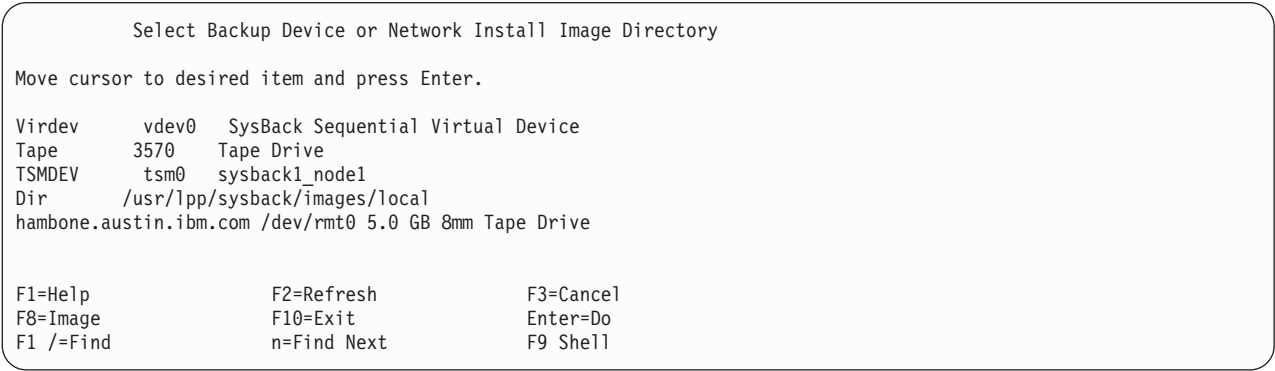 Select Backup Device or Network Install Image Directory
Move cursor to desired item and press Enter.
Virdev vdev0 SysBack Sequential Virtual Device
Tape 3570 Tape Drive
TSMDEV tsm0 sysback1_node1
Dir /usr/lpp/sysback/images/local
hambone.austin.ibm.com /dev/rmt0 5.0 GB 8mm Tape Drive
F1=Help F2=Refresh F3=Cancel
F8=Image F10=Exit Enter=Do
F1 /=Find n=Find Next F9 Shell